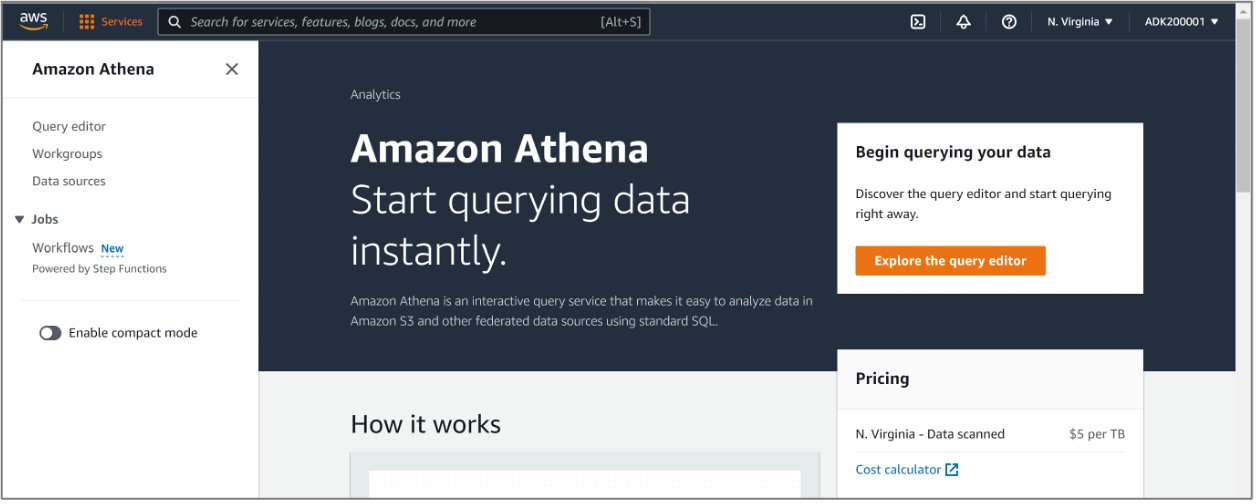 aws
Services
Search for services, features, blogs, docs, and more
[Alt+S]
N. Virginia ▼
ADK200001 ▼
Amazon Athena
Query editor
Workgroups
Data sources
▼ Jobs
Workflows New
Powered by Step Functions
Enable compact mode
Analytics
Amazon Athena
Start querying data
instantly.
Amazon Athena is an interactive query service that makes it easy to analyze data in
Amazon S3 and other federated data sources using standard SQL.
Begin querying your data
Discover the query editor and start querying
right away.
Explore the query editor
How it works
Pricing
N. Virginia - Data scanned
$5 per TB
Cost calculator